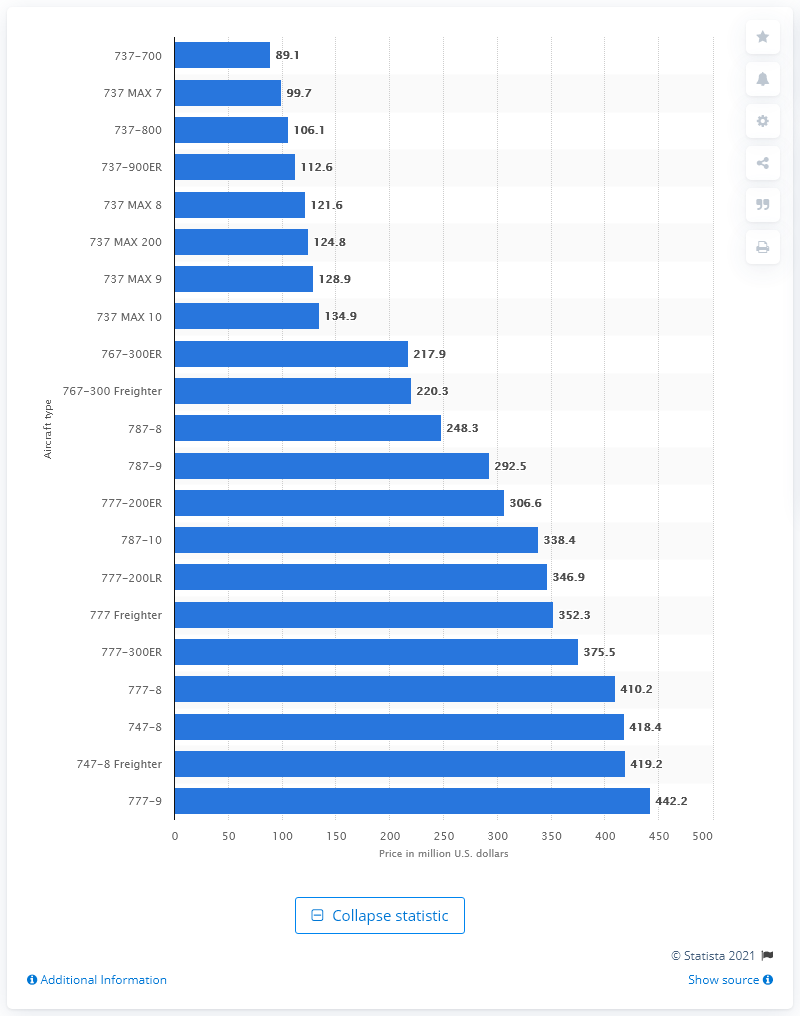 737-700 89.1
737 MAX 7 99.7
737-800 106.1
737-900ER 112.6
737 MAX 8 121.6
737 MAX 200 124.8
737 MAX 9 128.9
737 MAX 10 134.9
767-300ER 217.9
767-300 Freighter 220.3
787-8 248.3
787-9 292.5
777-200ER 306.6
787-10 338.4
777-200LR 346.9
777 Freighter 352.3
777-300ER 375.5
777-8 410.2
747-8 418.4
747-8 Freighter 419.2
777-9 442.2
Aircraft type
0 50 100 150 200 250 300 350 400 450 500
Price in million U.S. dollars
Collapse statistic
© Statista 2021
Additional Information
Show source